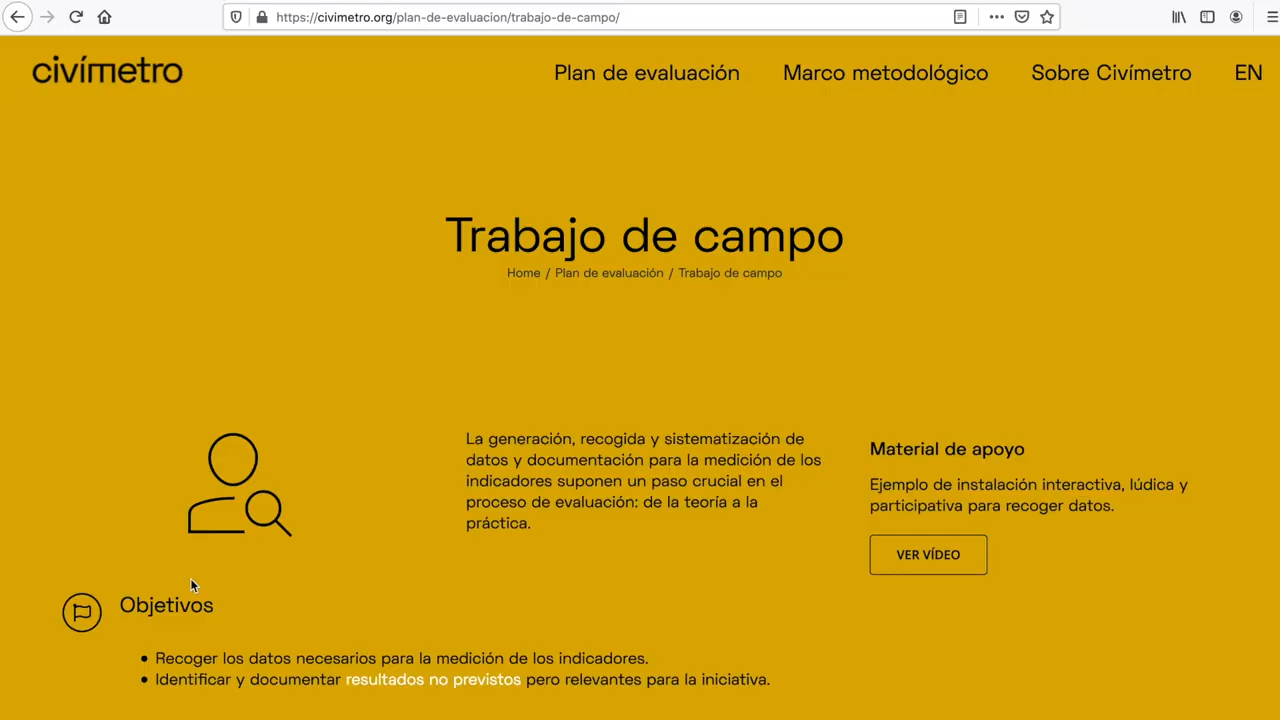 https://civimetro.org/plan-de-evaluacion/trabajo-de-campo/
civímetro
Plan de evaluación
Marco metodológico
Sobre Civímetro
EN
Trabajo de campo
Home / Plan de evaluación / Trabajo de campo
La generación, recogida y sistematización de
datos y documentación para la medición de los
indicadores suponen un paso crucial en el
proceso de evaluación: de la teoría a la
práctica.
Material de apoyo
Ejemplo de instalación interactiva, lúdica y
participativa para recoger datos.
VER VÍDEO
Objetivos
• Recoger los datos necesarios para la medición de los indicadores.
• Identificar y documentar resultados no previstos pero relevantes para la iniciativa.